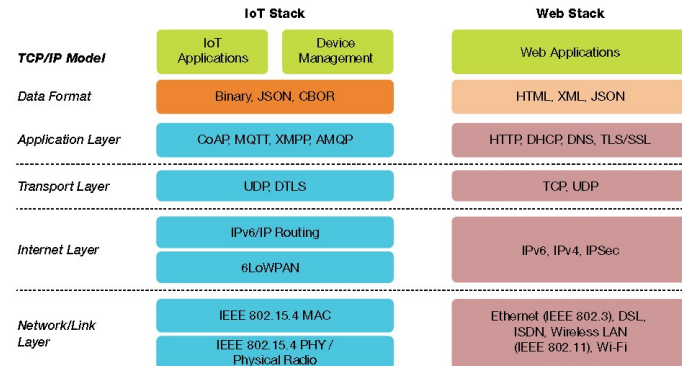 IoT Stack
Web Stack
TCP/IP Model
IoT
Applications
Device
Management
Web Applications
Data Format
Binary, JSON, CBOR
HTML, XML, JSON
Application Layer
CoAP, MQTT, XMPP, AMQP
HTTP, DHCP, DNS, TLS/SSL
Transport Layer
UDP, DTLS
TCP, UDP
Internet Layer
IPv6/IP Routing
6LoWPAN
IPv6, IPv4, IPSec
Network/Link
Layer
IEEE 802.15.4 MAC
IEEE 802.15.4 PHY /
Physical Radio
Ethernet (IEEE 802.3), DSL,
ISDN, Wireless LAN
(IEEE 802.11), Wi-Fi